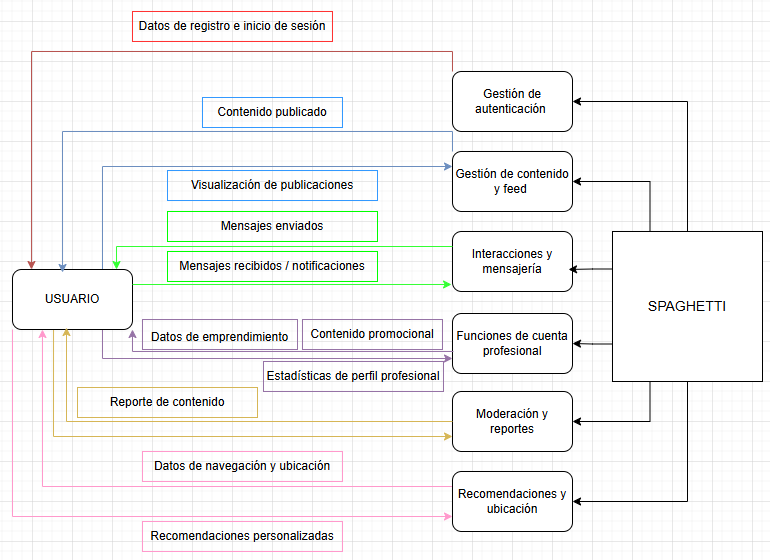 Datos de registro e inicio de sesión
Gestión de
autenticación
Contenido publicado
Gestión de contenido
y feed
Visualización de publicaciones
Mensajes enviados
Interacciones y
mensajería
Mensajes recibidos / notificaciones
USUARIO
SPAGHETTI
Datos de emprendimiento
Contenido promocional
Funciones de cuenta
profesional
Estadísticas de perfil profesional
Reporte de contenido
Moderación y
reportes
Datos de navegación y ubicación
Recomendaciones y
ubicación
Recomendaciones personalizadas